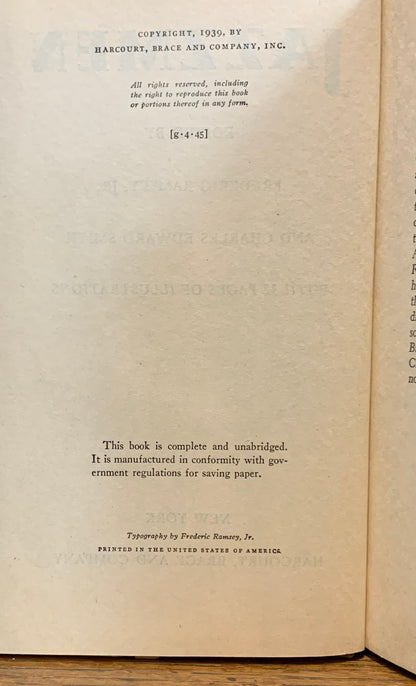 COPYRIGHT, 1939, BY
HARCOURT, BRACE AND COMPANY, INC.
All rights reserved, including
the right to reproduce this book
or portions thereof in any form.
[g·4·45]
This book is complete and unabridged.
It is manufactured in conformity with gov-
ernment regulations for saving paper.
Typography by Frederic Ramsey, Jr.
PRINTED IN THE UNITED STATES OF AMERICA